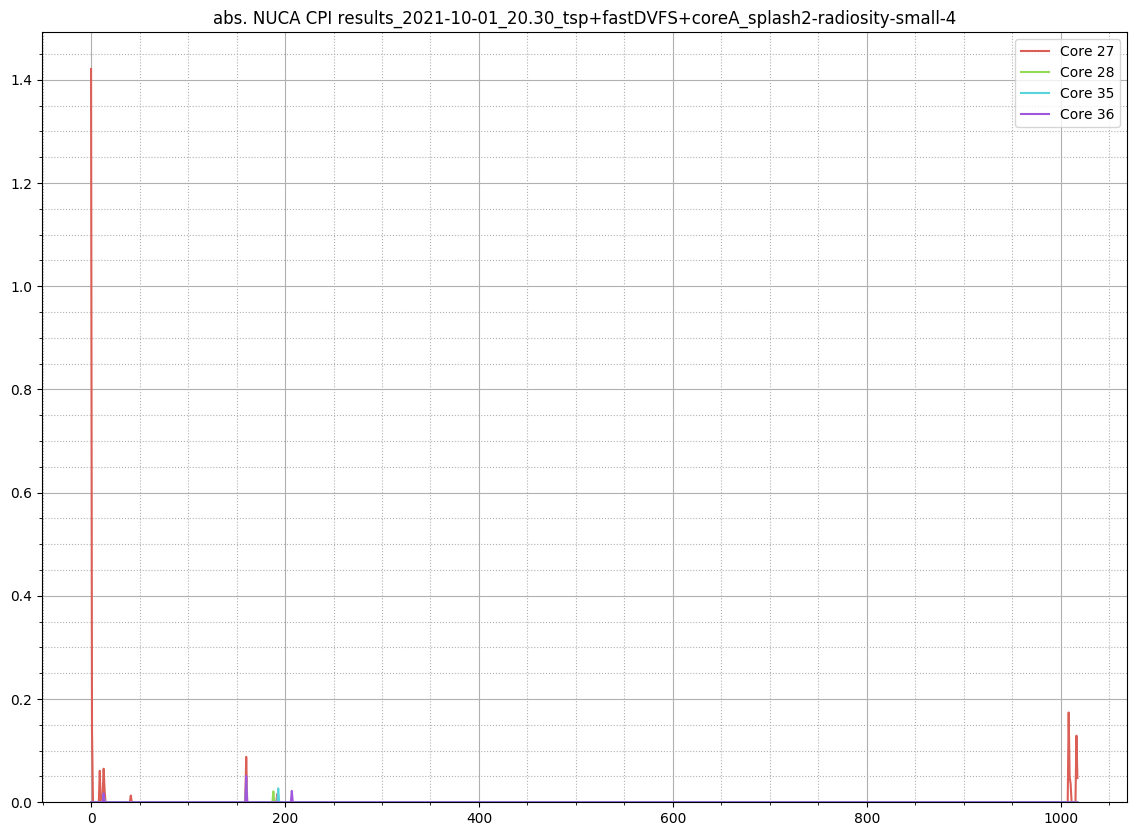 abs. NUCA CPI results_2021-10-01_20.30_tsp+fastDVFS+coreA_splash2-radiosity-small-4
Core 27
Core 28
Core 35
Core 36
1.4
1.2
1.0
0.8
0.6
0.4
0.2
0.0
0
200
400
600
800
1000